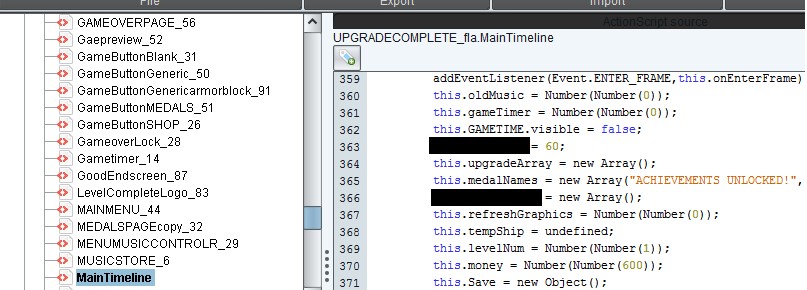 File Export Import
ActionScript source
GAMEOVERPAGE_56
Gaepreview_52
GameButtonBlank_31
GameButtonGeneric_50
GameButtonGenericarmorblock_91
GameButtonMEDALS_51
GameButtonSHOP_26
GameoverLock_28
Gametimer_14
GoodEndscreen_87
LevelCompleteLogo_83
MAINMENU_44
MEDALSPAGEcopy_32
MENUMUSICCONTROLR_29
MUSICSTORE_6
MainTimeline
UPGRADECOMPLETE_fla.MainTimeline
359 addEventListener(Event.ENTER_FRAME,this.onEnterFrame)
360 this.oldMusic = Number(Number(0));
361 this.gameTimer = Number(Number(0));
362 this.GAMETIME.visible = false;
363 = 60;
364 this.upgradeArray = new Array();
365 this.medalNames = new Array("ACHIEVEMENTS UNLOCKED!",
366 = new Array();
367 this.refreshGraphics = Number(Number(0));
368 this.tempShip = undefined;
369 this.levelNum = Number(Number(1));
370 this.money = Number(Number(600));
371 this.Save = new Object();